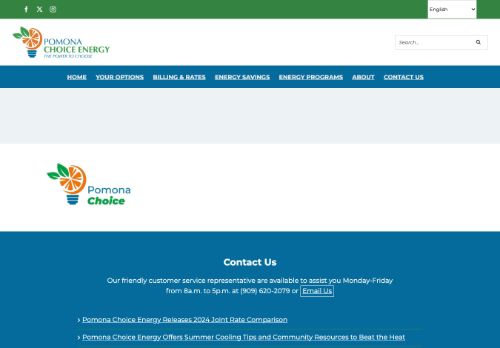 English
POMONA
CHOICE ENERGY
THE POWER TO CHOOSE
Search...
HOME YOUR OPTIONS BILLING & RATES ENERGY SAVINGS ENERGY PROGRAMS ABOUT CONTACT US
Pomona
Choice
Contact Us
Our friendly customer service representative are available to assist you Monday-Friday
from 8a.m. to 5p.m. at (909) 620-2079 or Email Us
Pomona Choice Energy Releases 2024 Joint Rate Comparison
Pomona Choice Energy Offers Summer Cooling Tips and Community Resources to Beat the Heat